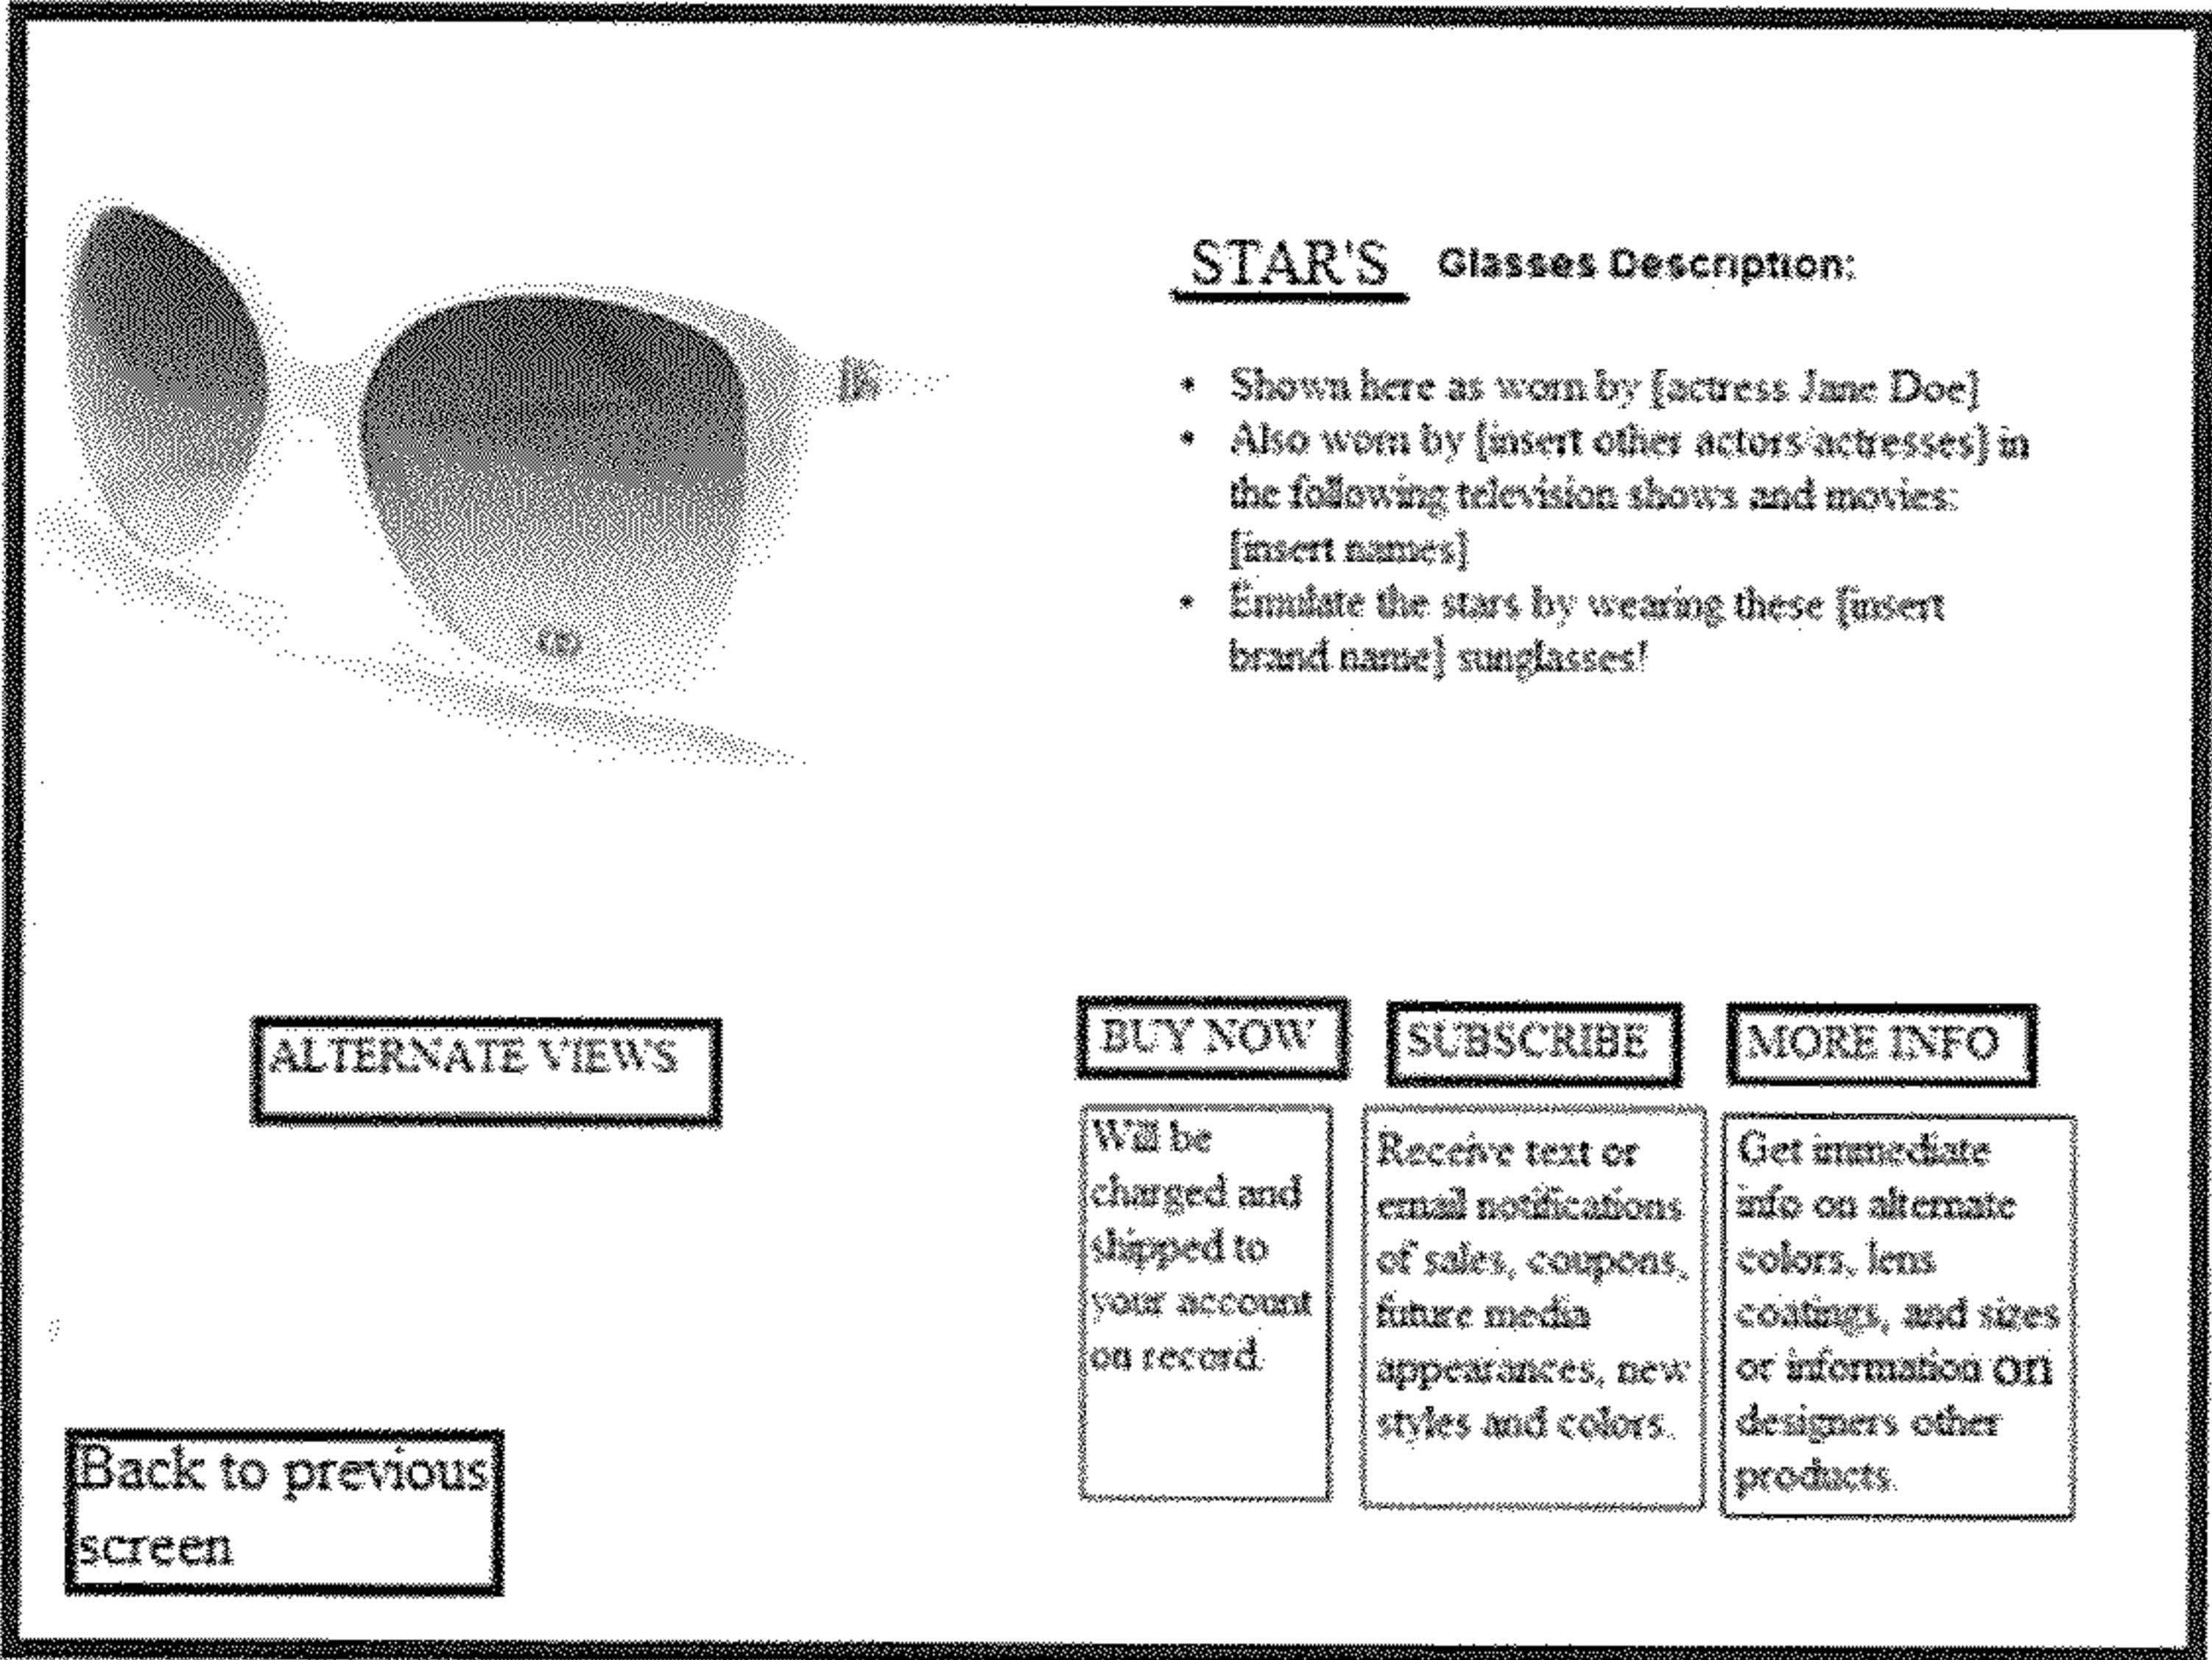 STAR'S Glasses Description:
• Shown here as worn by [actress Jane Doe]
• Also worn by [insert other actors/actresses] in
the following television shows and movies:
[insert names]
• Emulate the stars by wearing these [insert
brand name] sunglasses!
ALTERNATE VIEWS
BUY NOW
Will be
charged and
shipped to
your account
on record.
SUBSCRIBE
Receive text or
email notifications
of sales, coupons,
future media
appearances, new
styles and colors.
MORE INFO
Get immediate
info on alternate
colors, lens
coatings, and sizes
or information on
designers other
products.
Back to previous
screen